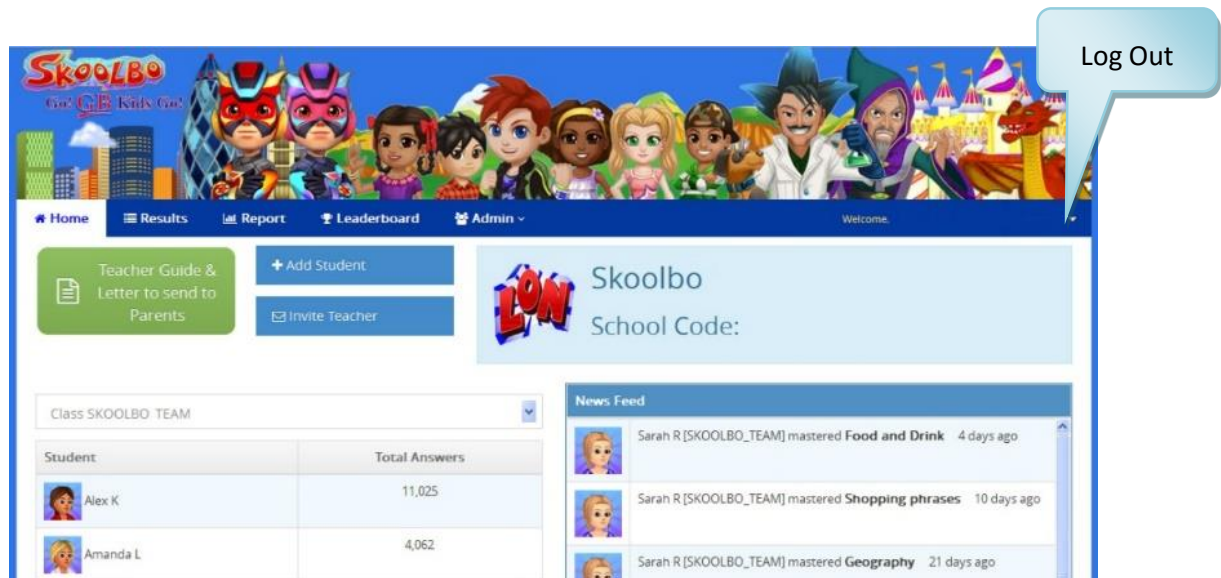 Log Out
SKOOLBO
Go! GB Kids Go!
Home Results Report Leaderboard Admin Welcome.
Teacher Guide &
Letter to send to
Parents
+ Add Student
Invite Teacher
LON
Skoolbo
School Code:
Class SKOOLBO TEAM
Student Total Answers
Alex K 11,025
Amanda L 4,062
News Feed
Sarah R [SKOOLBO_TEAM] mastered Food and Drink 4 days ago
Sarah R [SKOOLBO_TEAM] mastered Shopping phrases 10 days ago
Sarah R [SKOOLBO_TEAM] mastered Geography 21 days ago